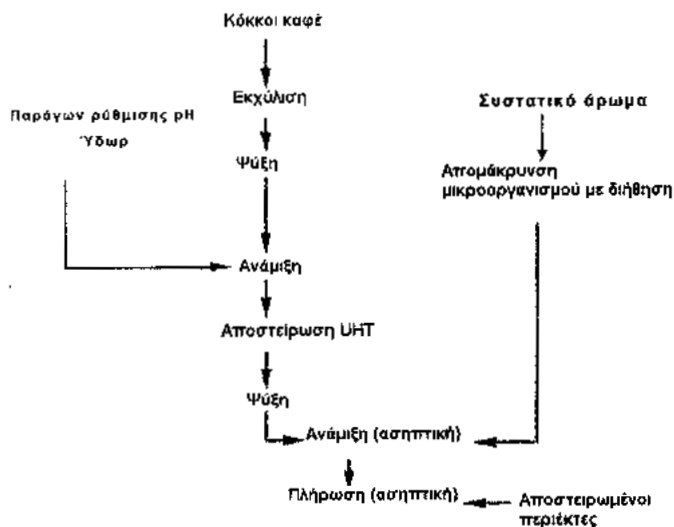 Κόκκοι καφέ
Εκχύλιση
Παράγων ρύθμισης pH
Ύδωρ
Συστατικό άρωμα
Ψύξη
Απομάκρυνση
μικροοργανισμού με διήθηση
Ανάμιξη
Αποστείρωση UHT
Ψύξη
Ανάμιξη (ασηπτική)
Πλήρωση (ασηπτική)
Αποστειρωμένοι
περιέκτες